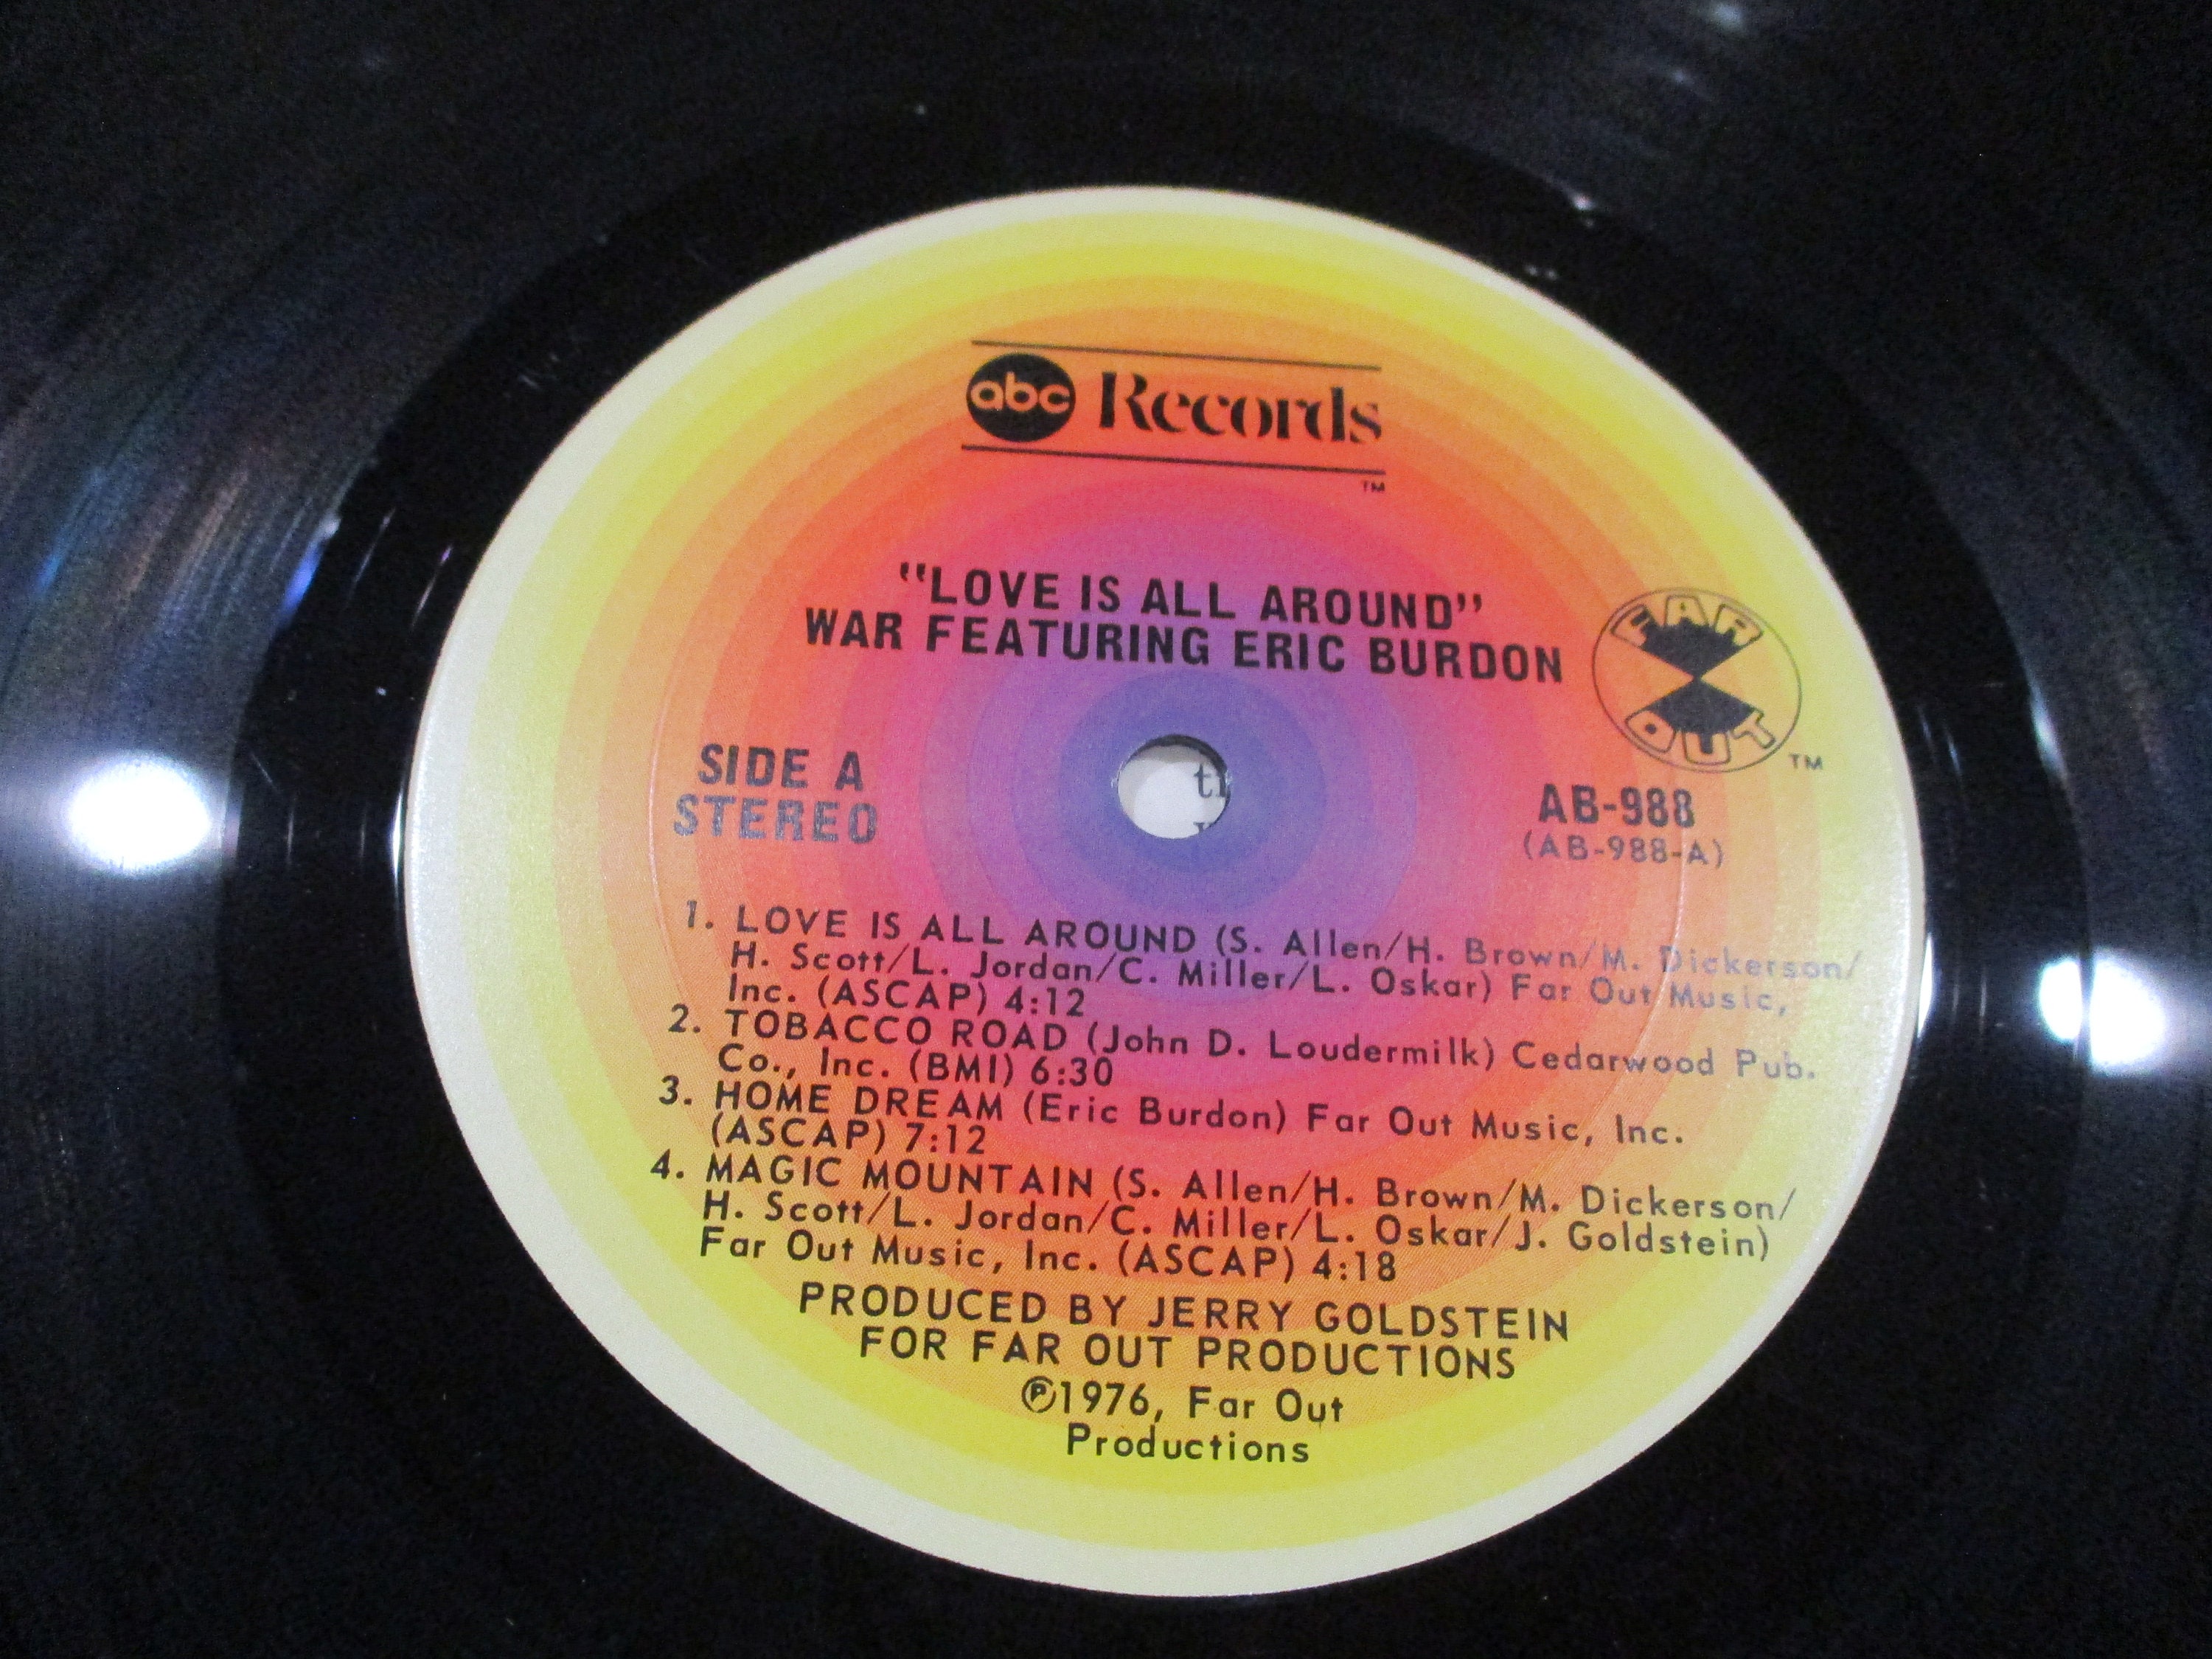 abc Records
TM
"LOVE IS ALL AROUND"
WAR FEATURING ERIC BURDON
FAR
OUT
TM
SIDE A
STEREO
AB-988
(AB-988-A)
1. LOVE IS ALL AROUND (S. Allen/H. Brown/M. Dickerson/
H. Scott/L. Jordan/C. Miller/L. Oskar) Far Out Music,
Inc. (ASCAP) 4:12
2. TOBACCO ROAD (John D. Loudermilk) Cedarwood Pub.
Co., Inc. (BMI) 6:30
3. HOME DREAM (Eric Burdon) Far Out Music, Inc.
(ASCAP) 7:12
4. MAGIC MOUNTAIN (S. Allen/H. Brown/M. Dickerson/
H. Scott/L. Jordan/C. Miller/L. Oskar/J. Goldstein)
Far Out Music, Inc. (ASCAP) 4:18
PRODUCED BY JERRY GOLDSTEIN
FOR FAR OUT PRODUCTIONS
℗1976, Far Out
Productions